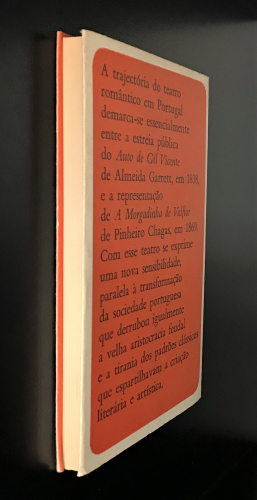 A trajectória do teatro
romântico em Portugal
demarca-se essencialmente
entre a estreia pública
do Auto de Gil Vicente
de Almeida Garrett, em 1838,
e a representação
de A Morgadinha de Valflor
de Pinheiro Chagas, em 1869.
Com esse teatro se exprime
uma nova sensibilidade,
paralela à transformação
da sociedade portuguesa
que derrubou igualmente
a velha aristocracia feudal
e a tirania dos padrões clássicos
que espartilhavam a criação
literária e artística.